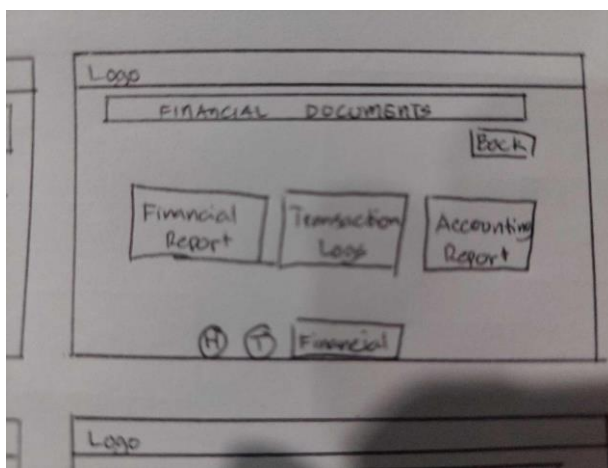 Logo
FINANCIAL DOCUMENTS
Back
Financial
Report
Transaction
Logs
Accounting
Report
H T Financial
Logo